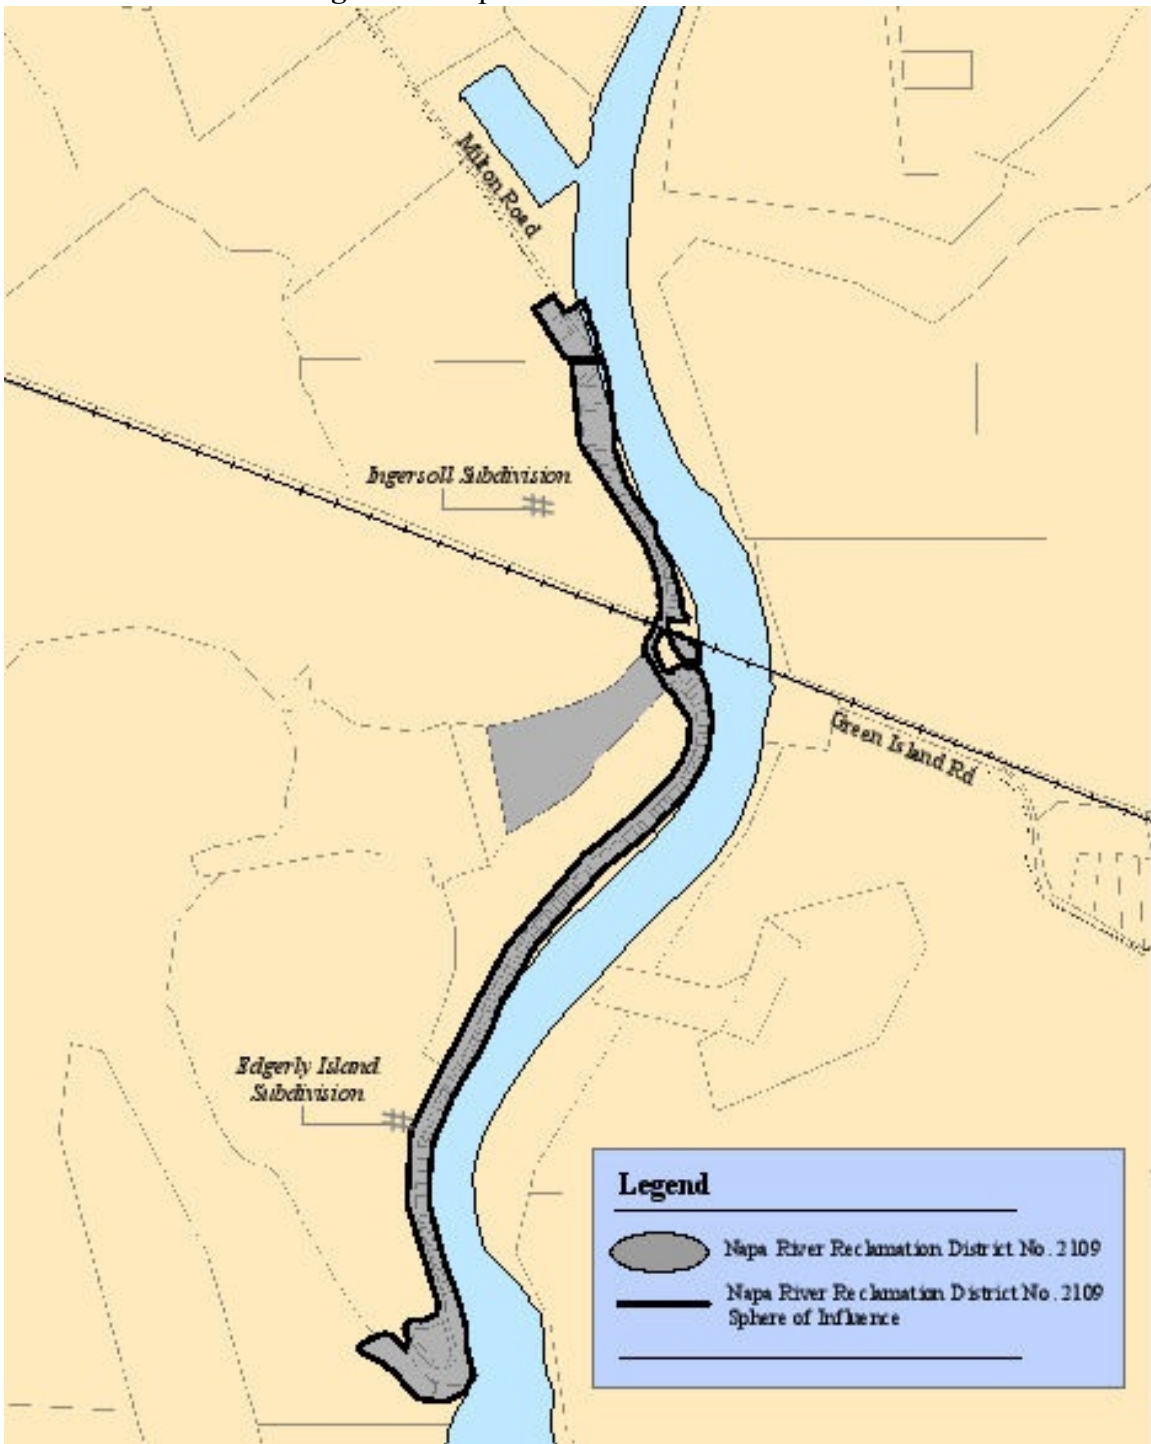 Milton Road
Ingersoll Subdivision
Green Island Rd
Edgerly Island
Subdivision
Legend
Napa River Reclamation District No. 2109
Napa River Reclamation District No. 2109
Sphere of Influence